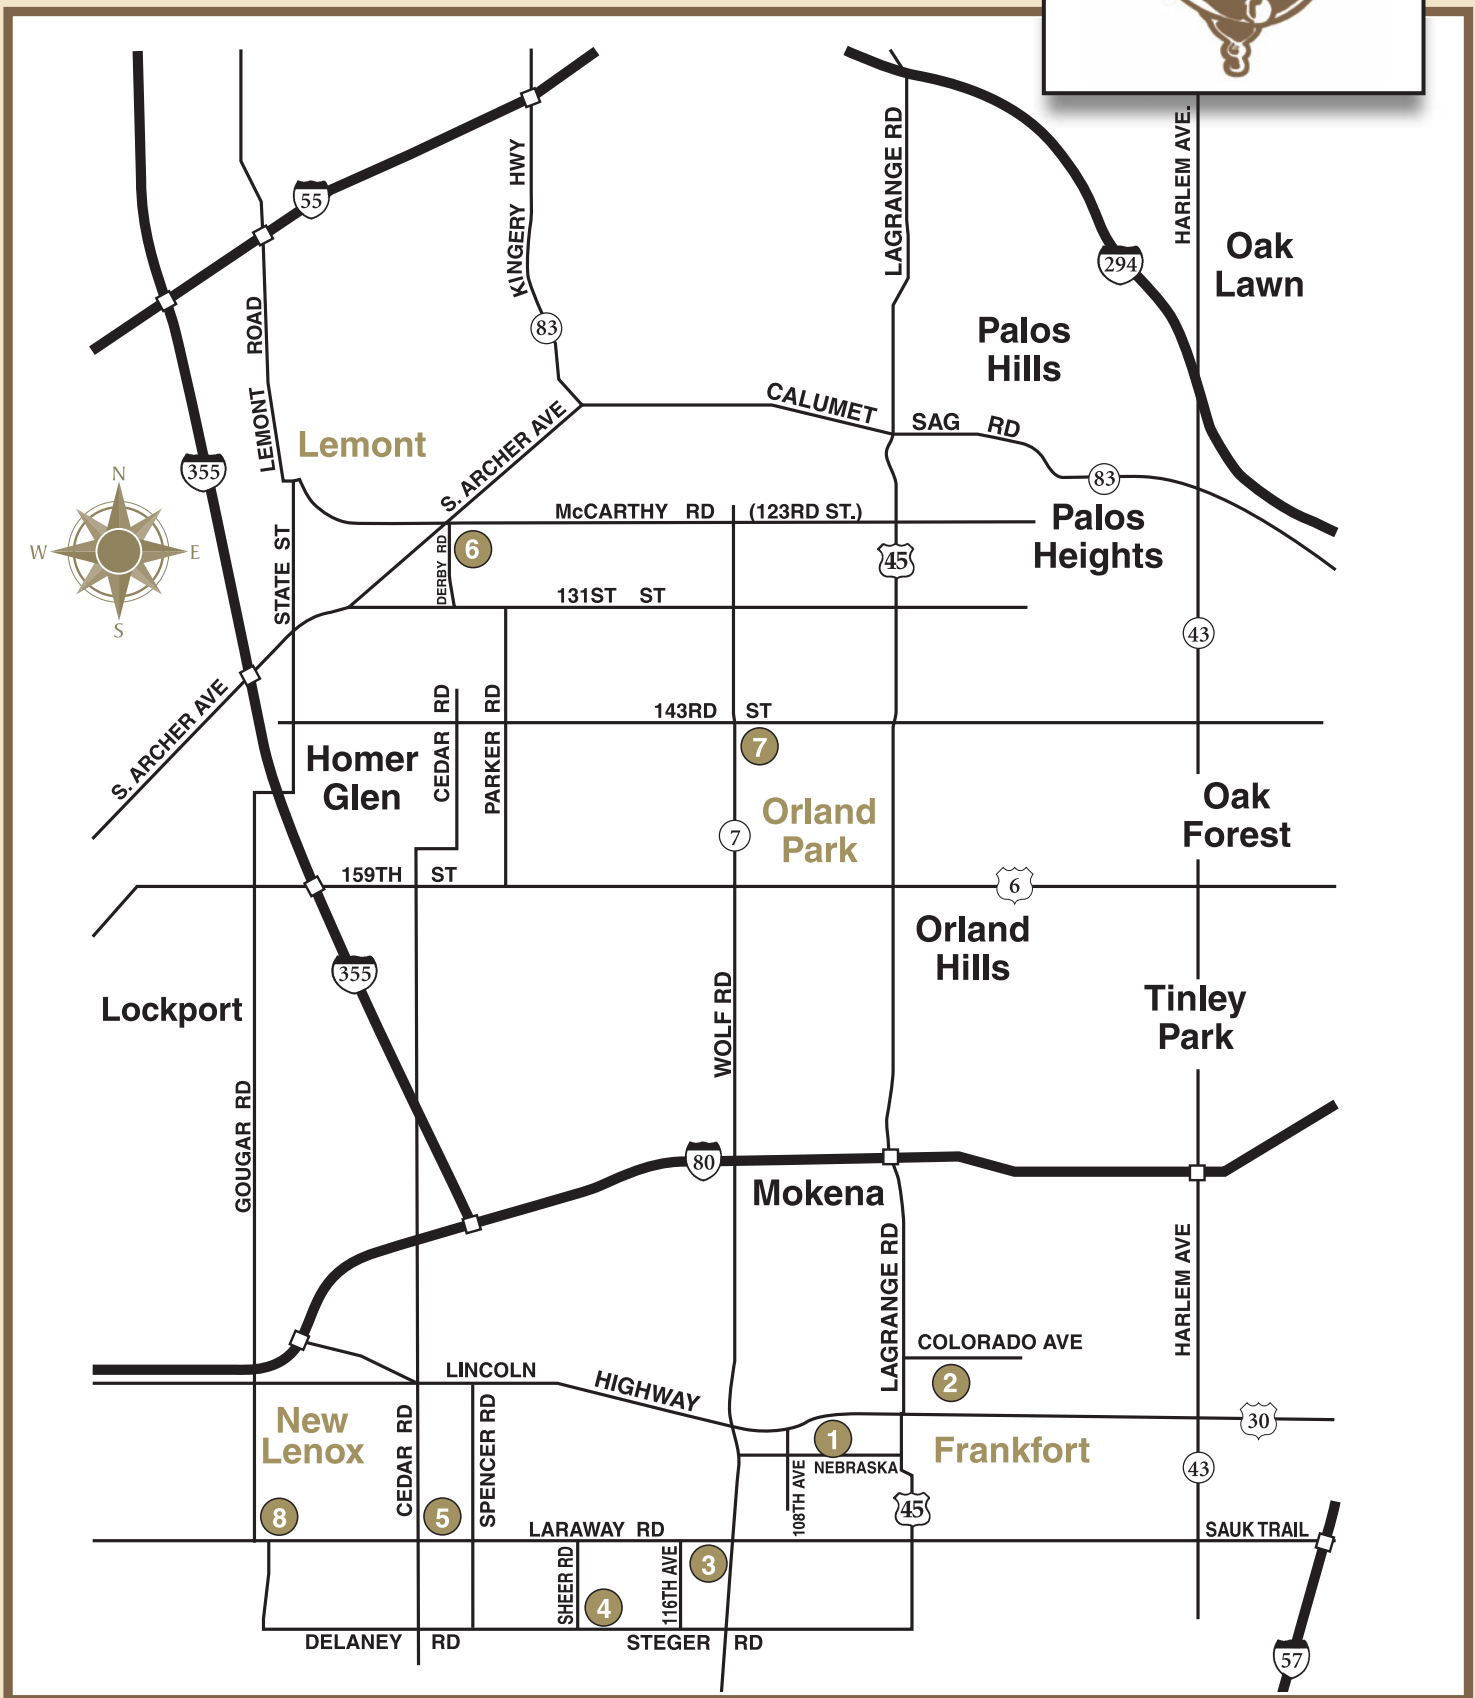 HARLEM AVE.
LAGRANGE RD
KINGERY HWY
55
Oak
Lawn
294
LEMONT ROAD
83
Palos
Hills
CALUMET SAG RD
S. ARCHER AVE
Lemont
355
83
N
W
E
S
McCARTHY RD (123RD ST.)
Palos
Heights
STATE ST
DERBY RD
6
45
131ST ST
43
S. ARCHER AVE
CEDAR RD
PARKER RD
143RD ST
7
Homer
Glen
Orland
Park
7
Oak
Forest
159TH ST
6
Orland
Hills
355
Lockport
WOLF RD
Tinley
Park
GOUGAR RD
80
Mokena
LAGRANGE RD
HARLEM AVE
COLORADO AVE
LINCOLN HIGHWAY
2
New
Lenox
CEDAR RD
SPENCER RD
1
Frankfort
30
NEBRASKA
108TH AVE
43
45
8
5
LARAWAY RD
SAUK TRAIL
SHEER RD
4
116TH AVE
3
DELANEY RD
STEGER RD
57